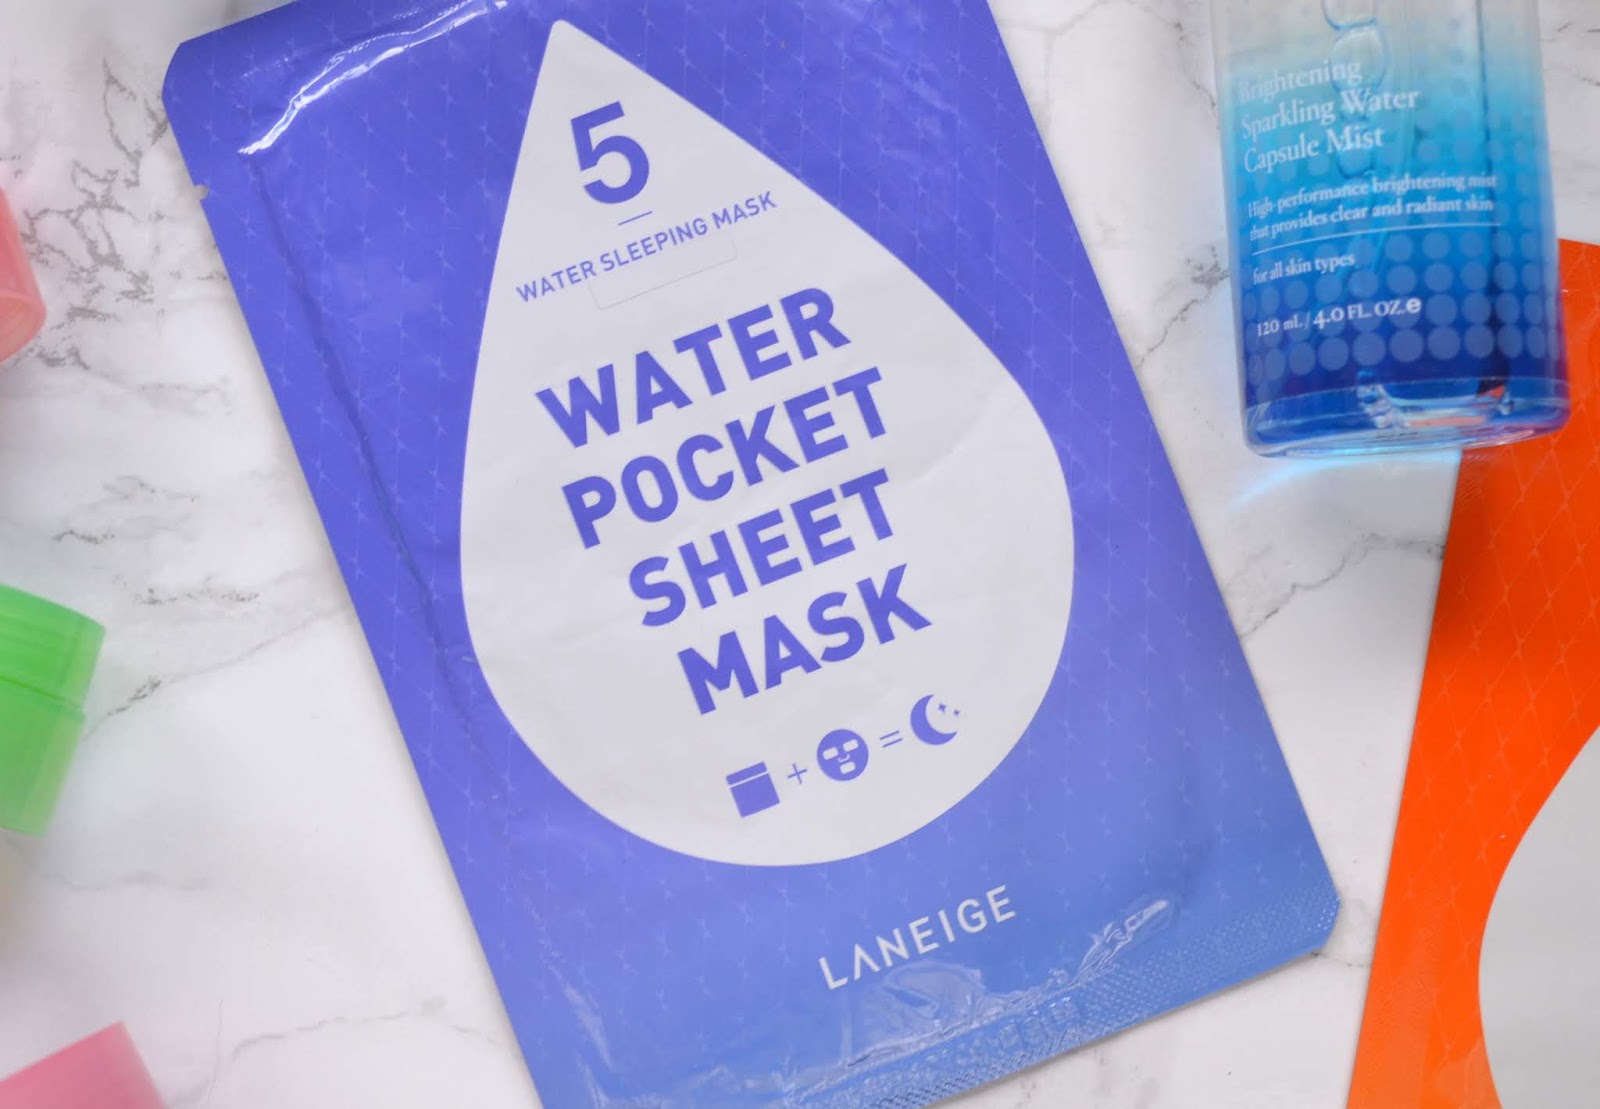 5
WATER SLEEPING MASK
WATER
POCKET
SHEET
MASK
+ =
LANEIGE
Brightening
Sparkling Water
Capsule Mist
High-performance brightening mist
that provides clear and radiant skin
for all skin types
120 mL / 4.0 FL. OZ. e